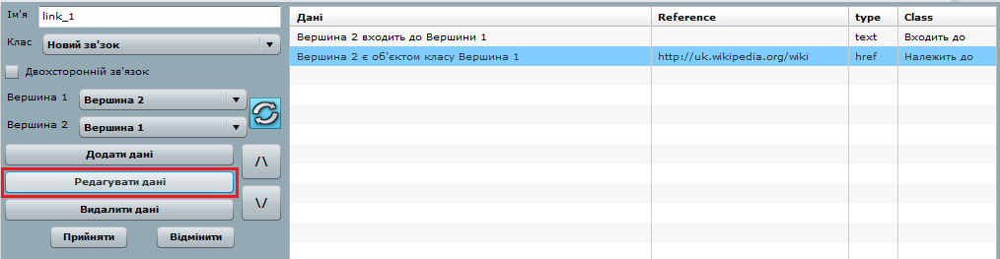 Ім'я link_1
Клас Новий зв'зок
Двохсторонній зв'язок
Вершина 1 Вершина 2
Вершина 2 Вершина 1
Додати дані /\
Редагувати дані
Видалити дані \/
Прийняти Відмінити
Дані Reference type Class
Вершина 2 входить до Вершини 1 text Входить до
Вершина 2 є об'єктом класу Вершина 1 http://uk.wikipedia.org/wiki href Належить до